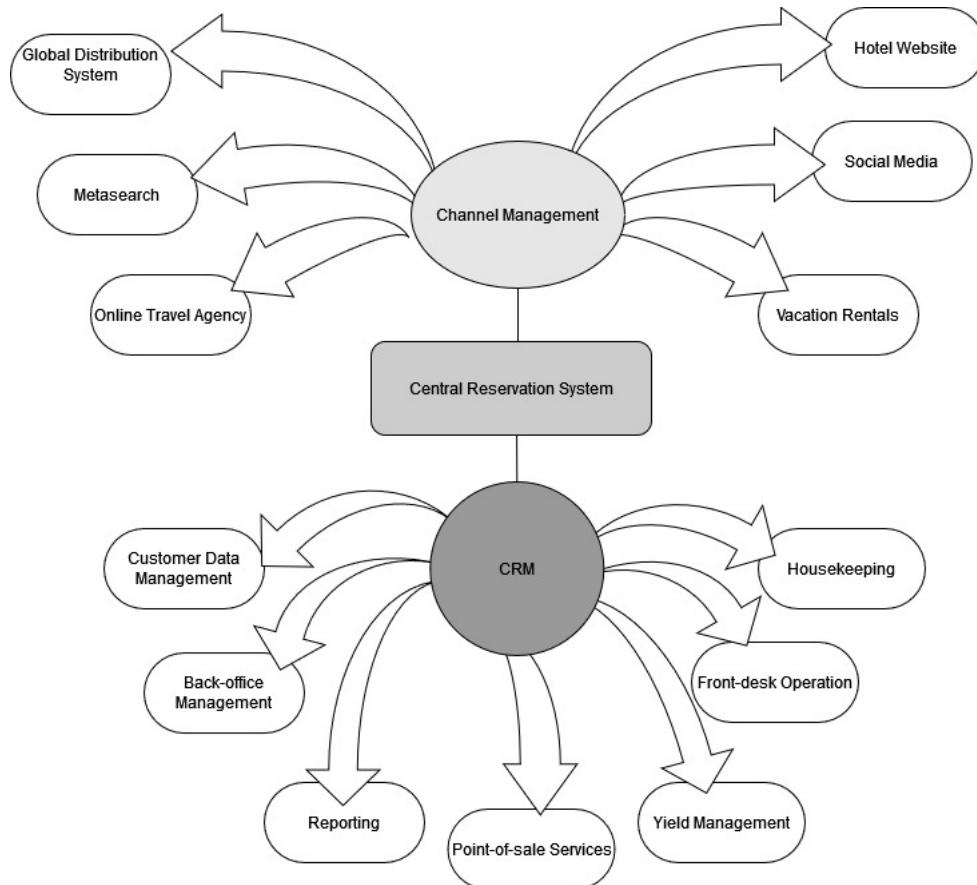 Global Distribution
System
Hotel Website
Metasearch
Social Media
Channel Management
Online Travel Agency
Vacation Rentals
Central Reservation System
Customer Data
Management
CRM
Housekeeping
Back-office
Management
Front-desk Operation
Reporting
Point-of-sale Services
Yield Management